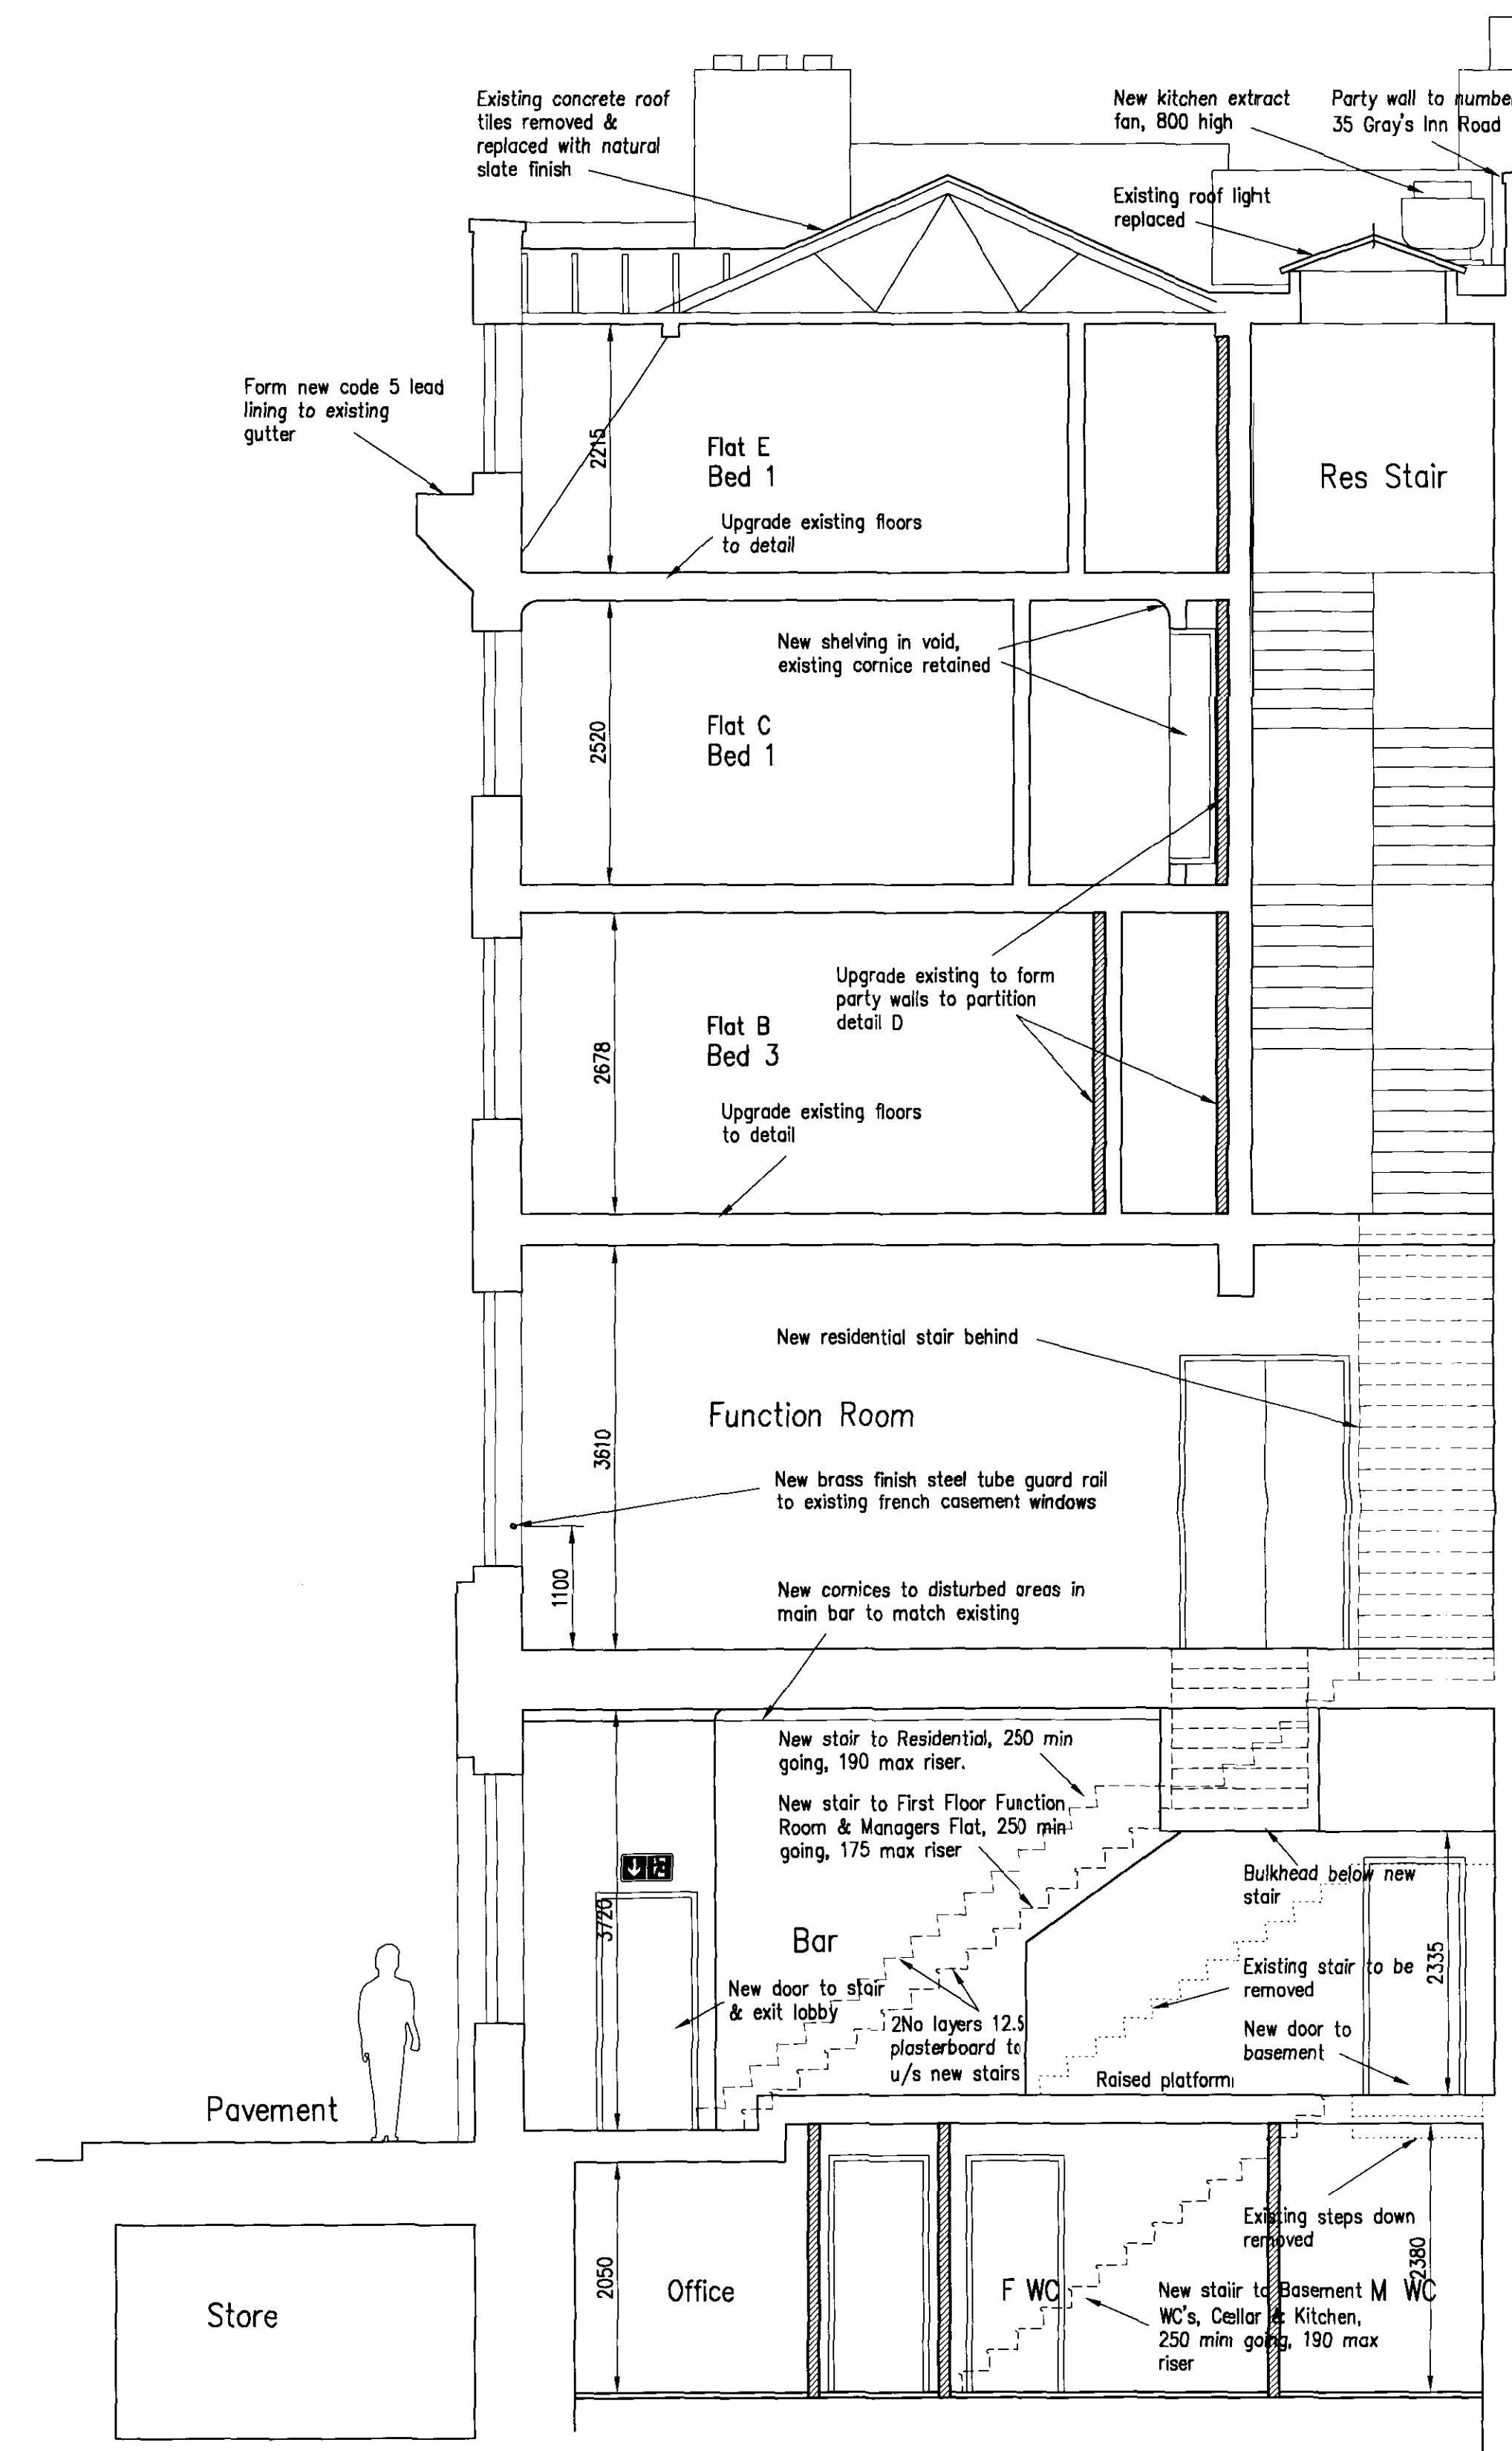 Existing concrete roof
tiles removed &
replaced with natural
slate finish
New kitchen extract
fan, 800 high
Party wall to
35 Gray's Inn Road
Existing roof light
replaced
Form new code 5 lead
lining to existing
gutter
2215
Flat E
Bed 1
Res Stair
Upgrade existing floors
to detail
New shelving in void,
existing cornice retained
2520
Flat C
Bed 1
Upgrade existing to form
party walls to partition
detail D
2678
Flat B
Bed 3
Upgrade existing floors
to detail
New residential stair behind
Function Room
3610
New brass finish steel tube guard rail
to existing french casement windows
1100
New cornices to disturbed areas in
main bar to match existing
New stair to Residential, 250 min
going, 190 max riser.
New stair to First Floor Function
Room & Managers Flat, 250 min
going, 175 max riser
Bulkhead below new
stair
3720
Bar
2335
Existing stair to be
removed
New door to stair
& exit lobby
2No layers 12.5
plasterboard to
u/s new stairs
New door to
basement
Raised platform
Pavement
Existing steps down
removed
2050
Office
F WC
2380
M WC
New stair to Basement
WC's, Cellar & Kitchen,
250 min going, 190 max
riser
Store